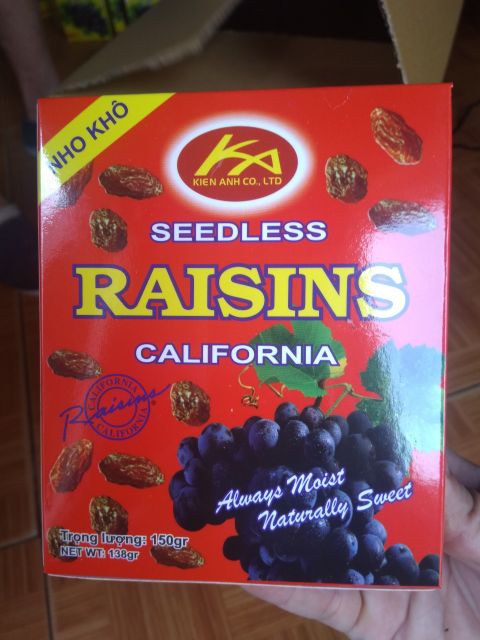 NHO KHÔ
KA
KIEN ANH CO., LTD
SEEDLESS
RAISINS
CALIFORNIA
CALIFORNIA
Raisins
CALIFOKAIA
Always Moist
Naturally Sweet
Trọng lượng: 150gr
NET WT: 138gr